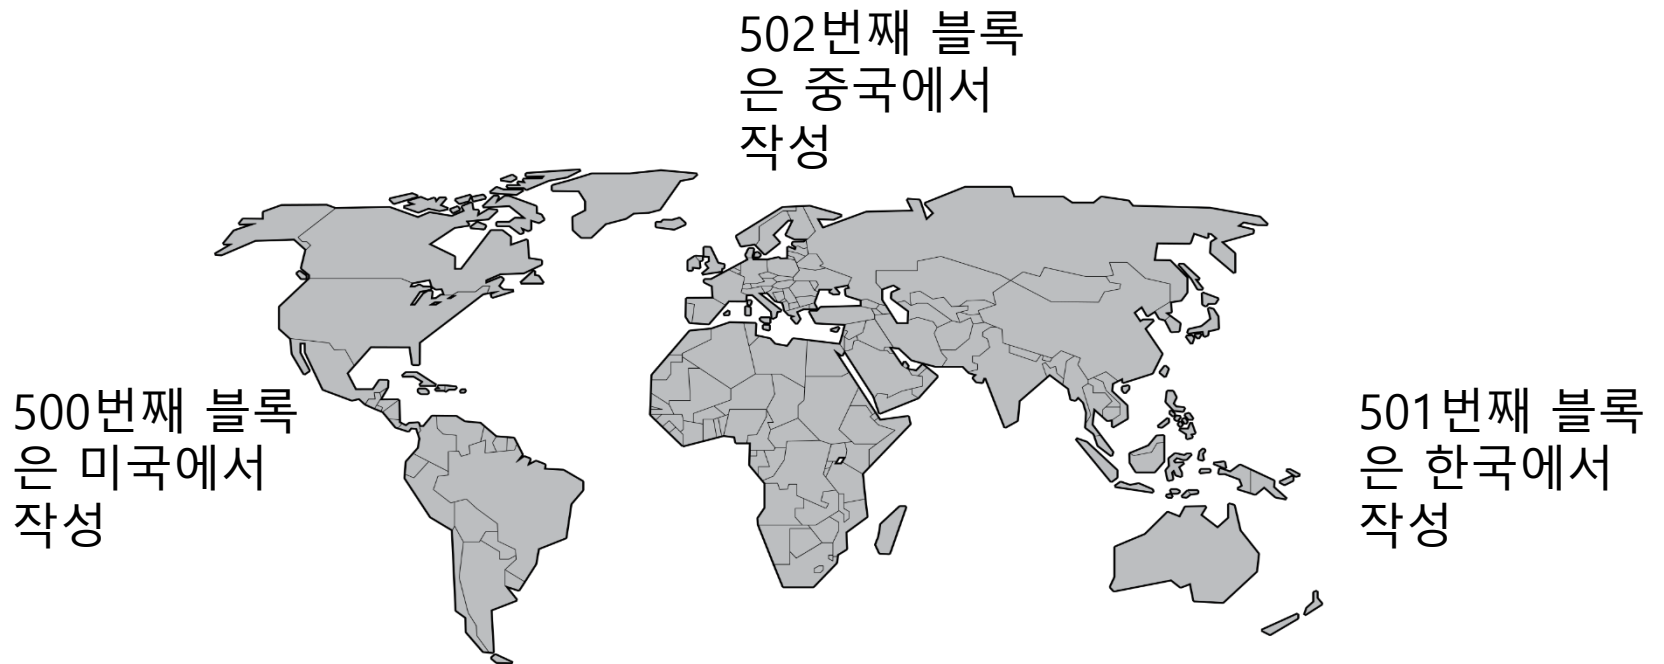 502번째 블록
은 중국에서
작성
500번째 블록
은 미국에서
작성
501번째 블록
은 한국에서
작성